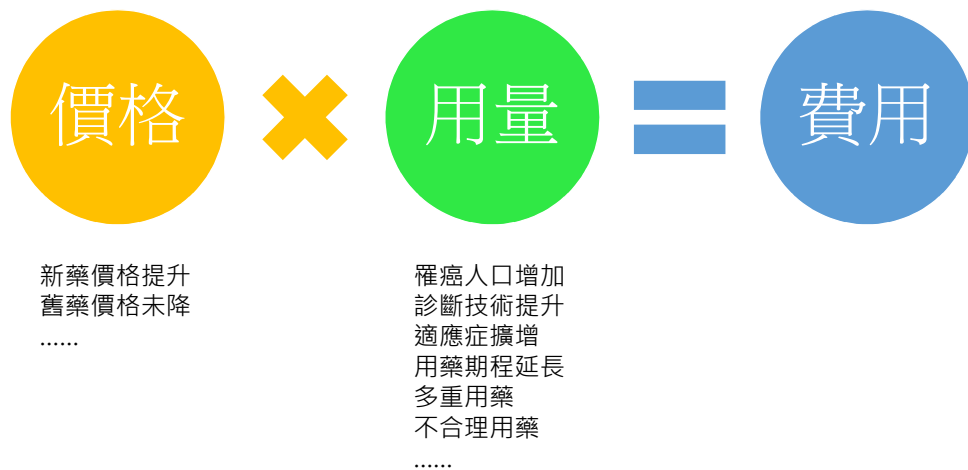 價格
用量
費用
新藥價格提升
舊藥價格未降
......
罹癌人口增加
診斷技術提升
適應症擴增
用藥期程延長
多重用藥
不合理用藥
......